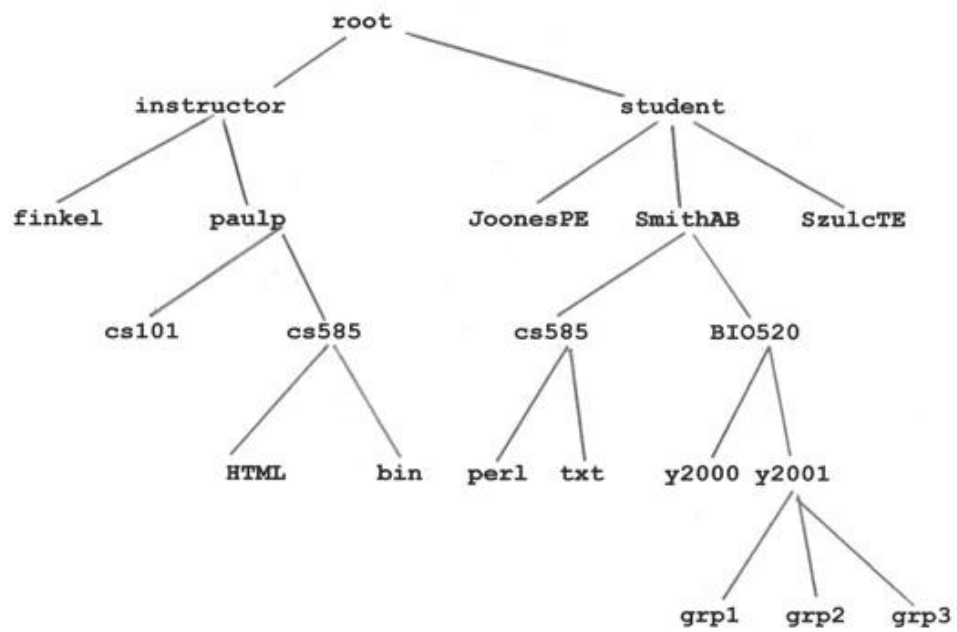 root
instructor student
finkel paulp JoonesPE SmithAB SzulcTE
cs101 cs585 cs585 BIO520
HTML bin perl txt y2000 y2001
grp1 grp2 grp3